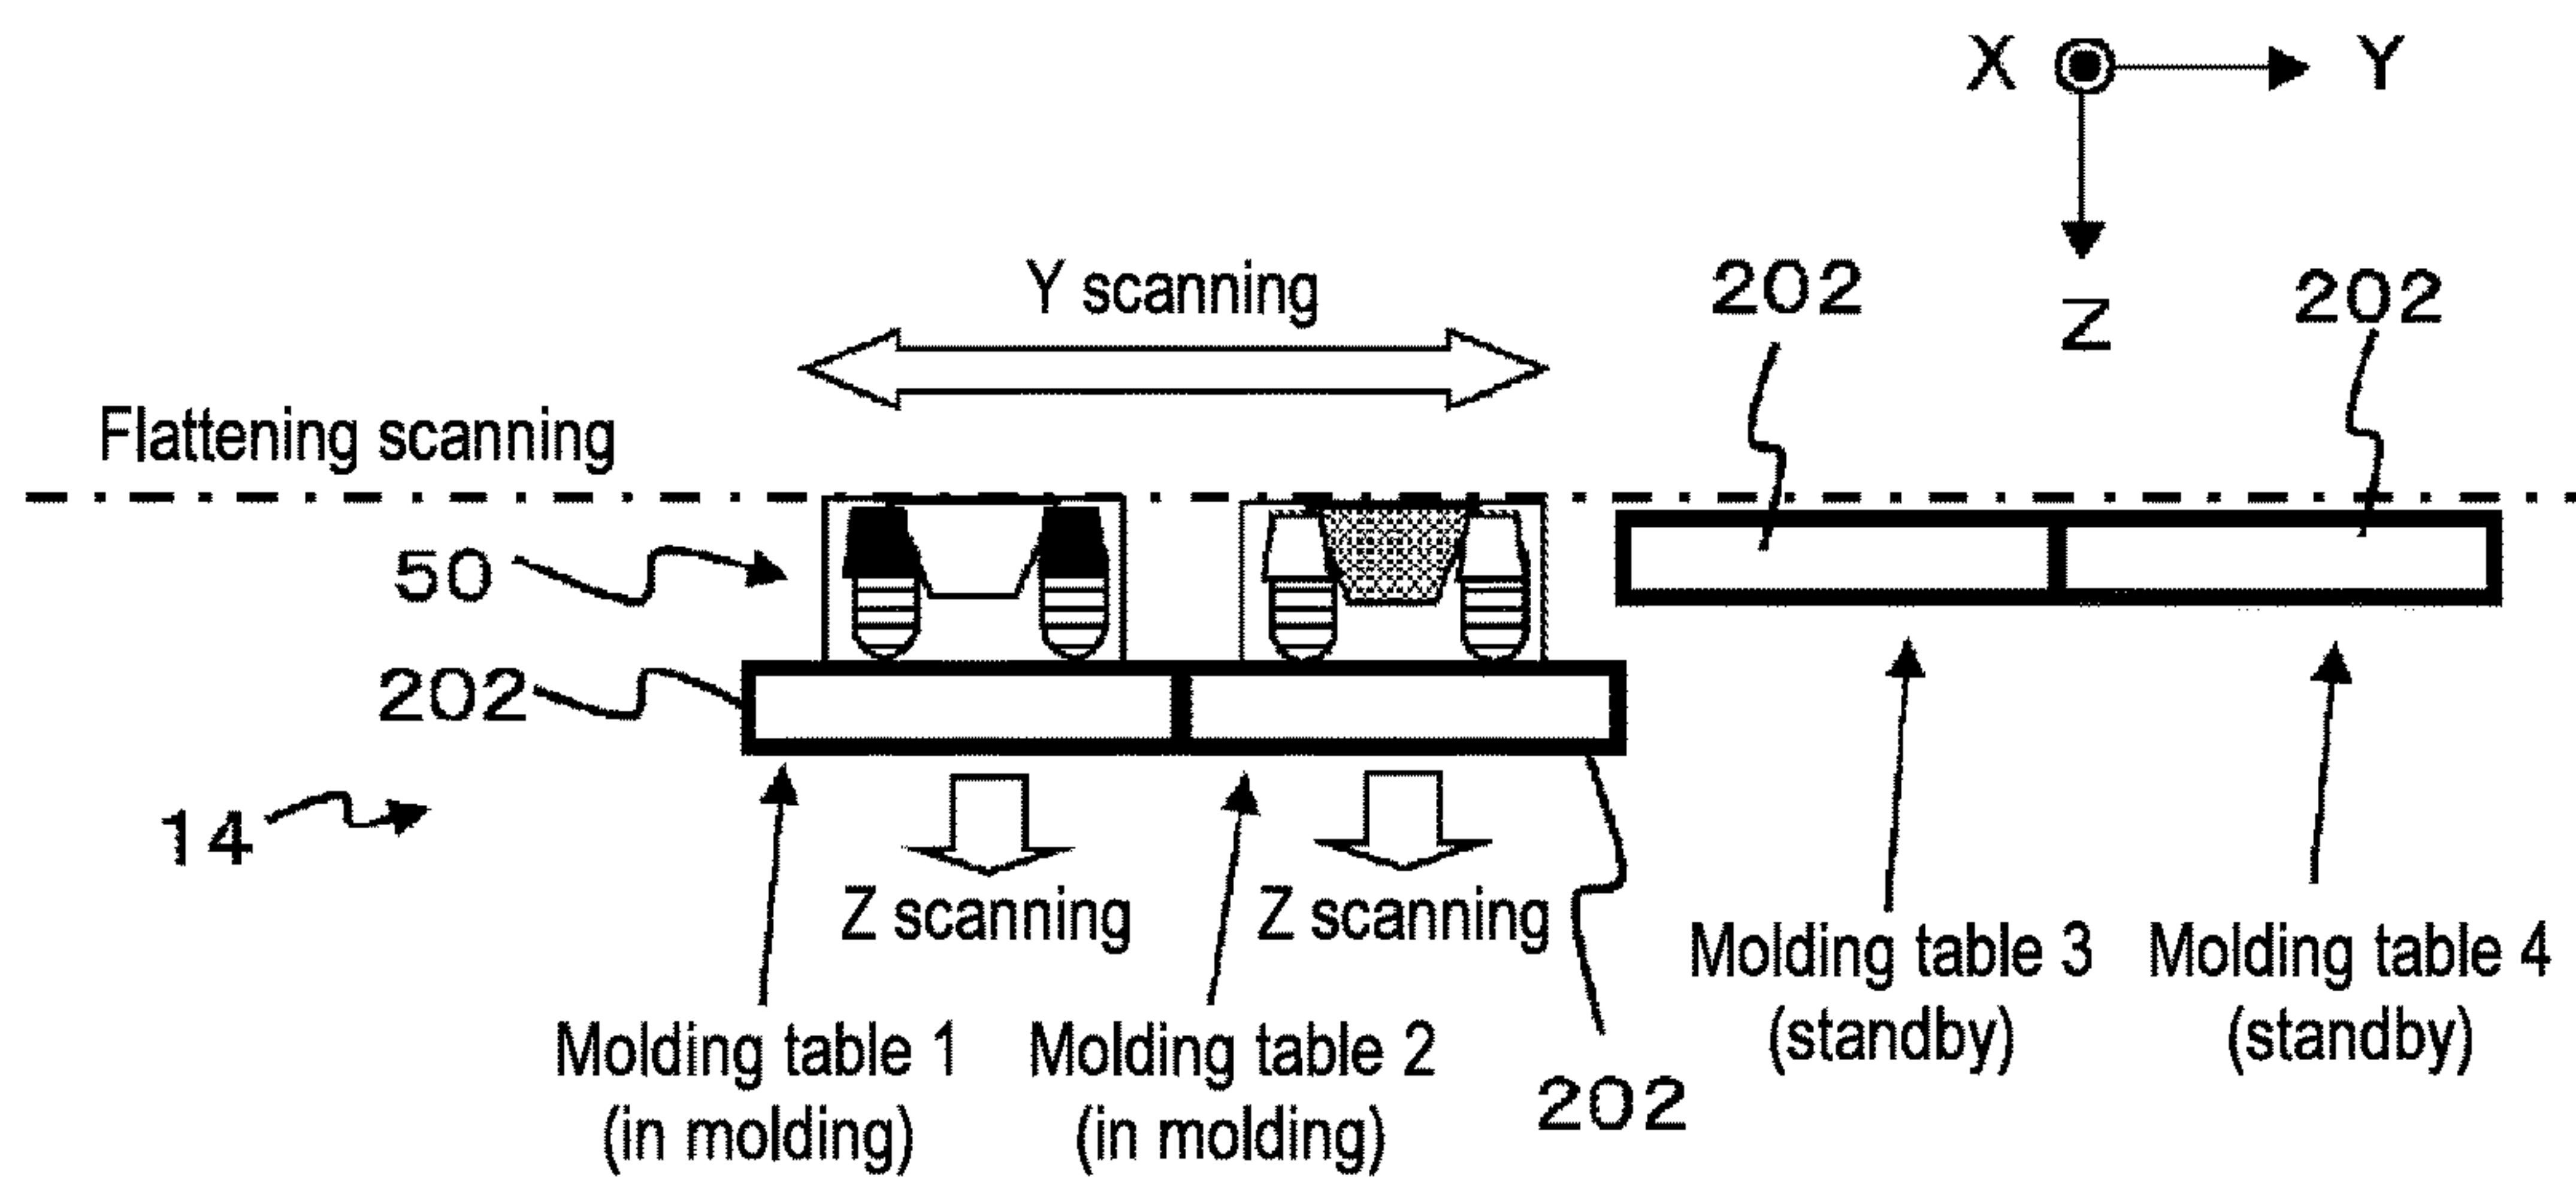 X
Y
Z
Y scanning
202
202
Flattening scanning
50
202
14
Z scanning
Z scanning
Molding table 1
(in molding)
Molding table 2
(in molding)
202
Molding table 3
(standby)
Molding table 4
(standby)